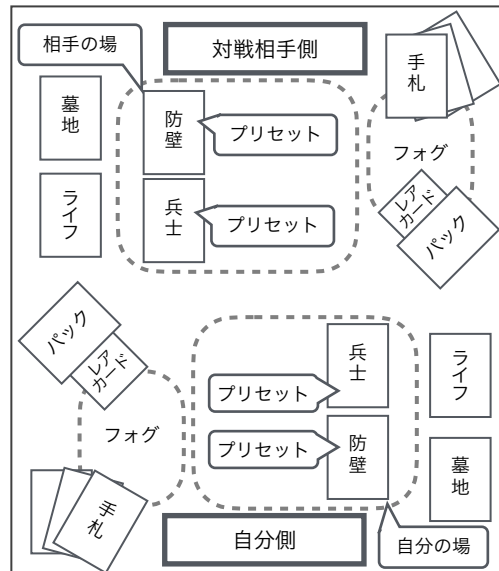 相手の場
対戦相手側
手札
墓地
防壁
プリセット
フォグ
ライフ
兵士
プリセット
レア
カード
パック
パック
レア
カード
兵士
ライフ
プリセット
フォグ
プリセット
防壁
墓地
手札
自分側
自分の場